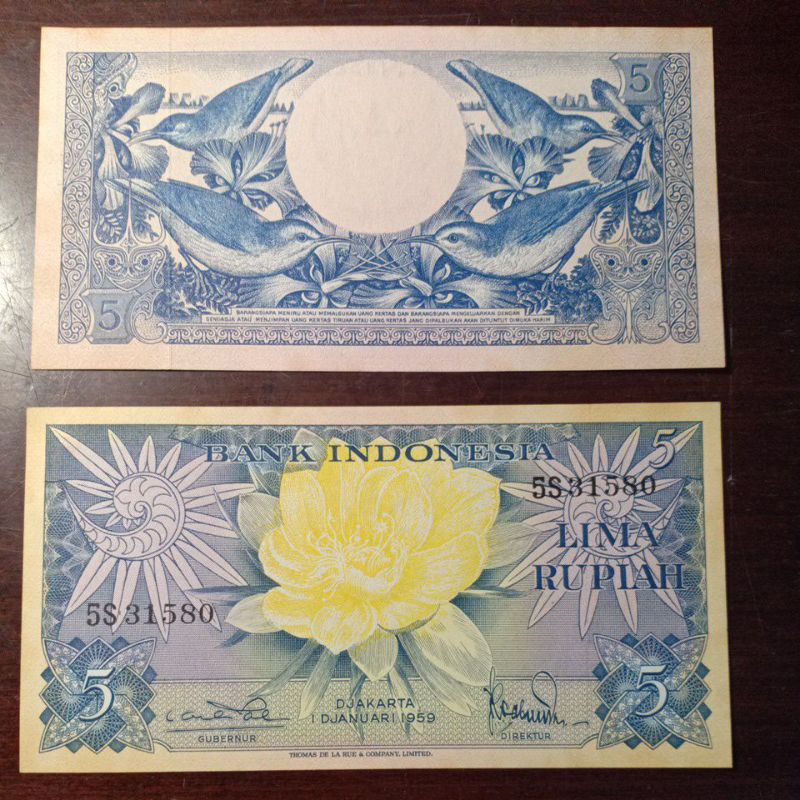 5
5
BARANGSIAPA MENIRU ATAU MEMALSUKAN UANG KERTAS DAN BARANGSIAPA MENGELUARKAN DENGAN
SENGADJA ATAU MENJIMPAN UANG KERTAS TIRUAN ATAU UANG KERTAS JANG DIPALSUKAN AKAN DITUNTUT DIMUKA HAKIM
BANK INDONESIA
5
5S 31580
LIMA
RUPIAH
5S 31580
5
5
DJAKARTA
1 DJANUARI 1959
GUBERNUR
DIREKTUR
THOMAS DE LA RUE & COMPANY, LIMITED.